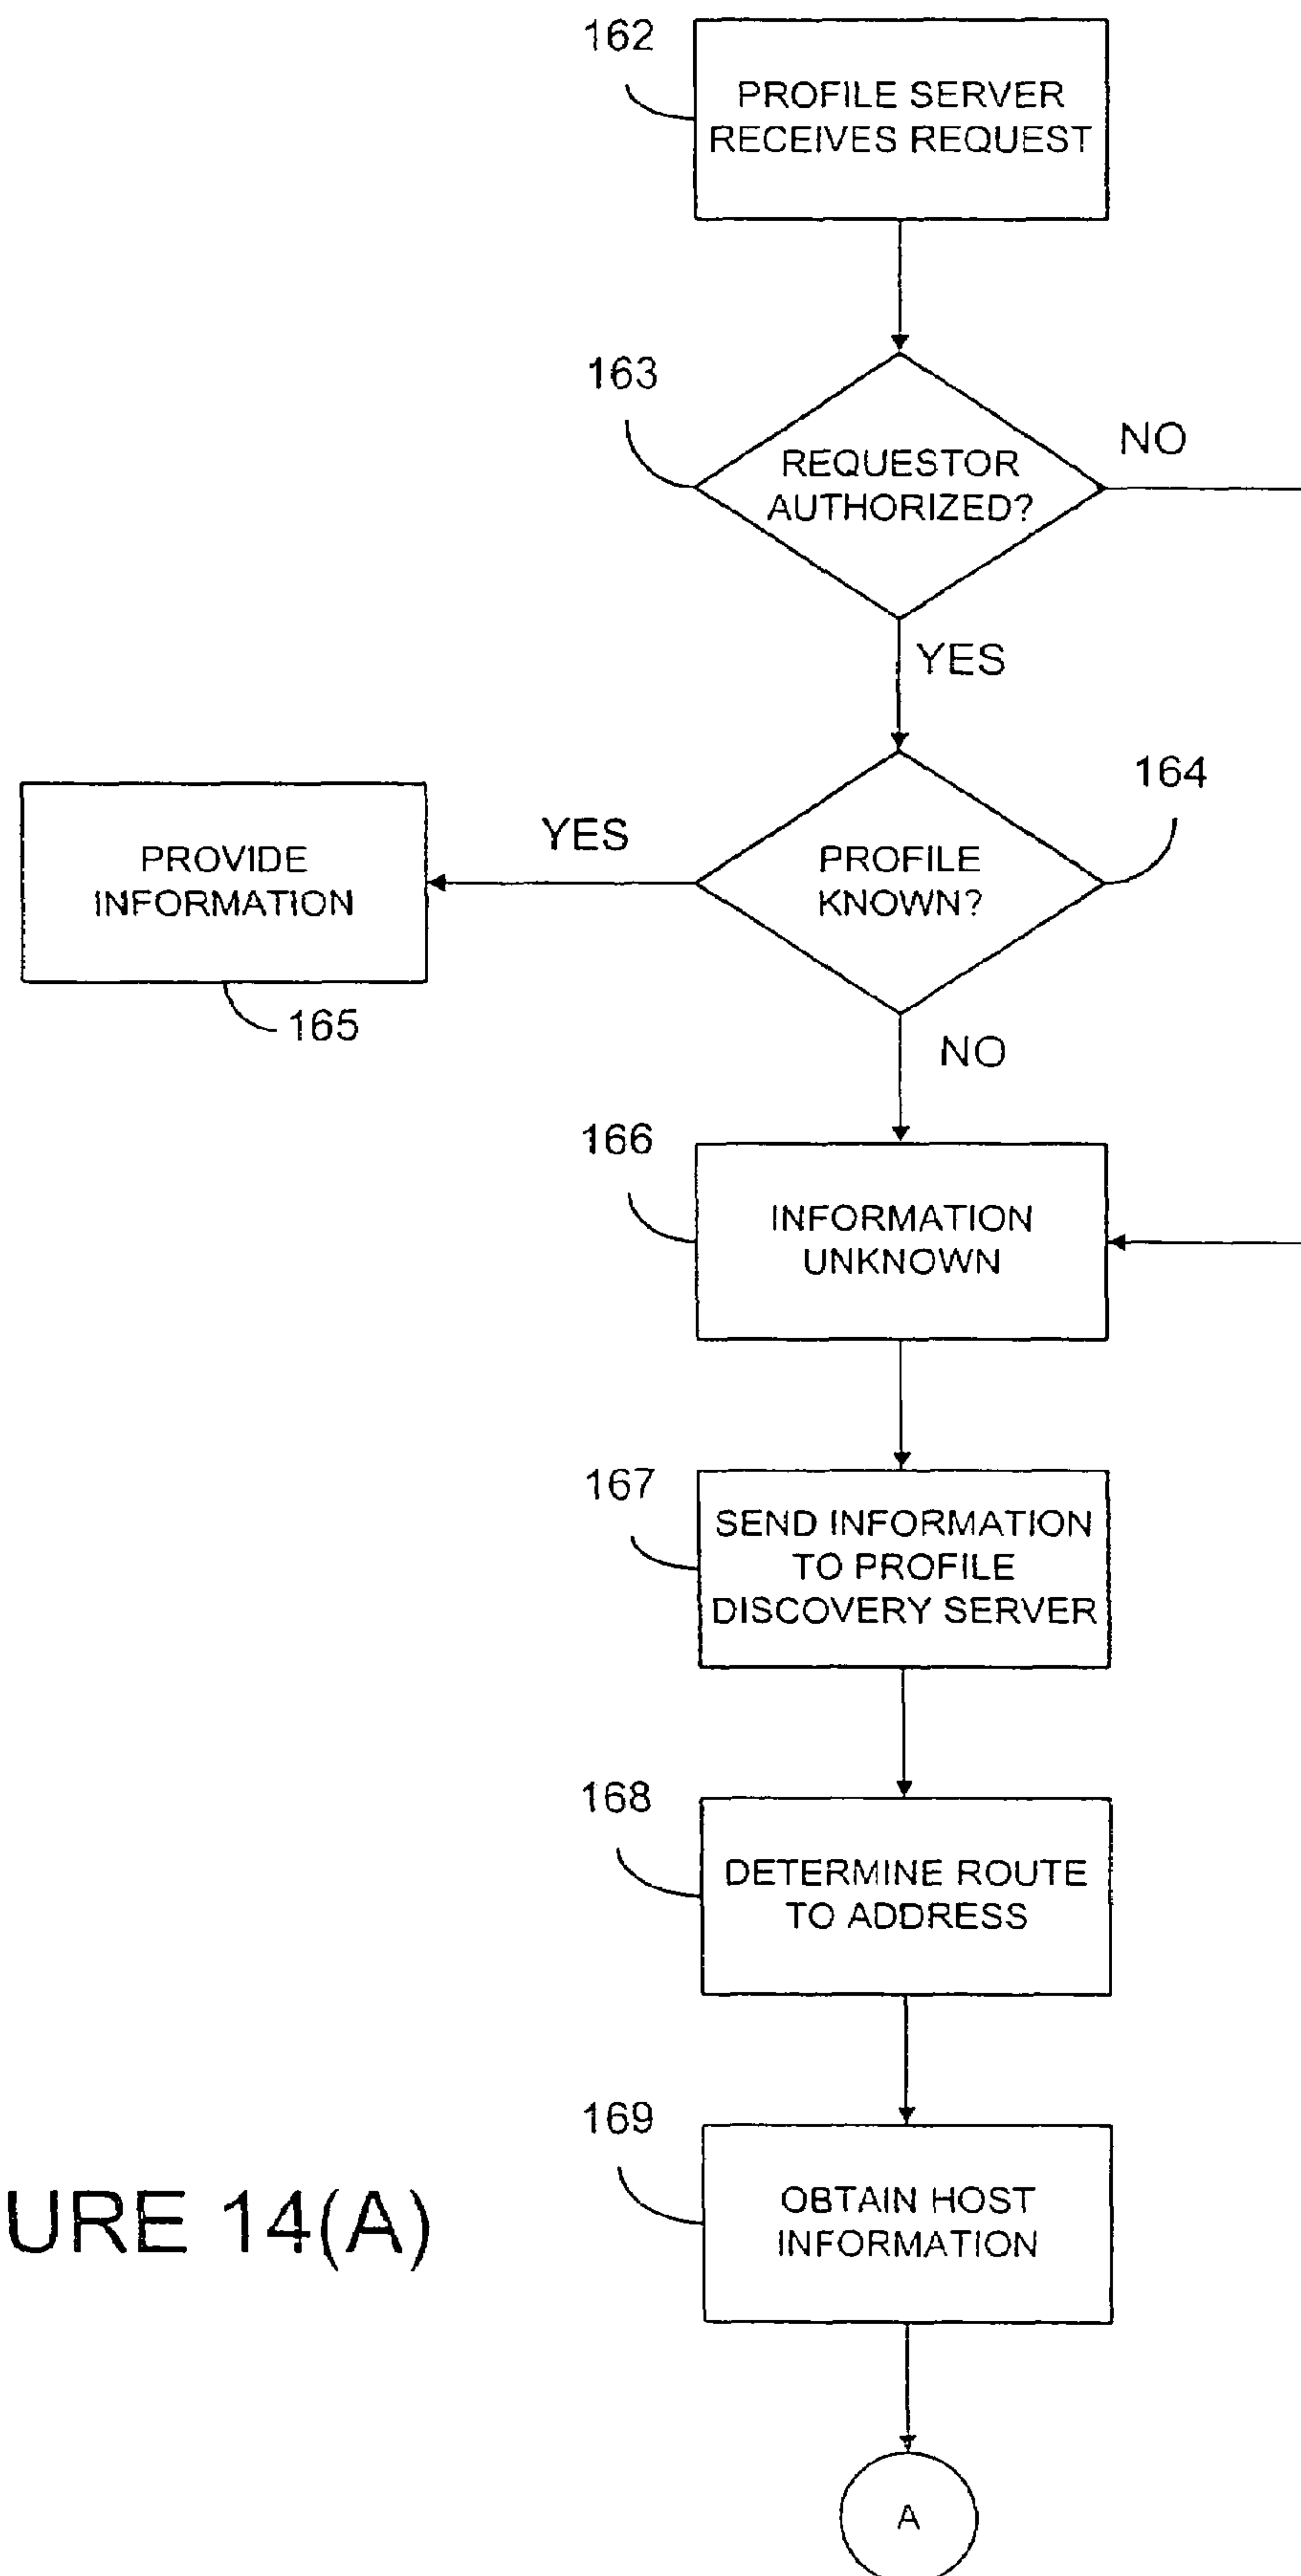 162
PROFILE SERVER
RECEIVES REQUEST
163
REQUESTOR
AUTHORIZED?
NO
YES
164
PROFILE
KNOWN?
YES
PROVIDE
INFORMATION
165
NO
166
INFORMATION
UNKNOWN
167
SEND INFORMATION
TO PROFILE
DISCOVERY SERVER
168
DETERMINE ROUTE
TO ADDRESS
169
OBTAIN HOST
INFORMATION
URE 14(A)
A